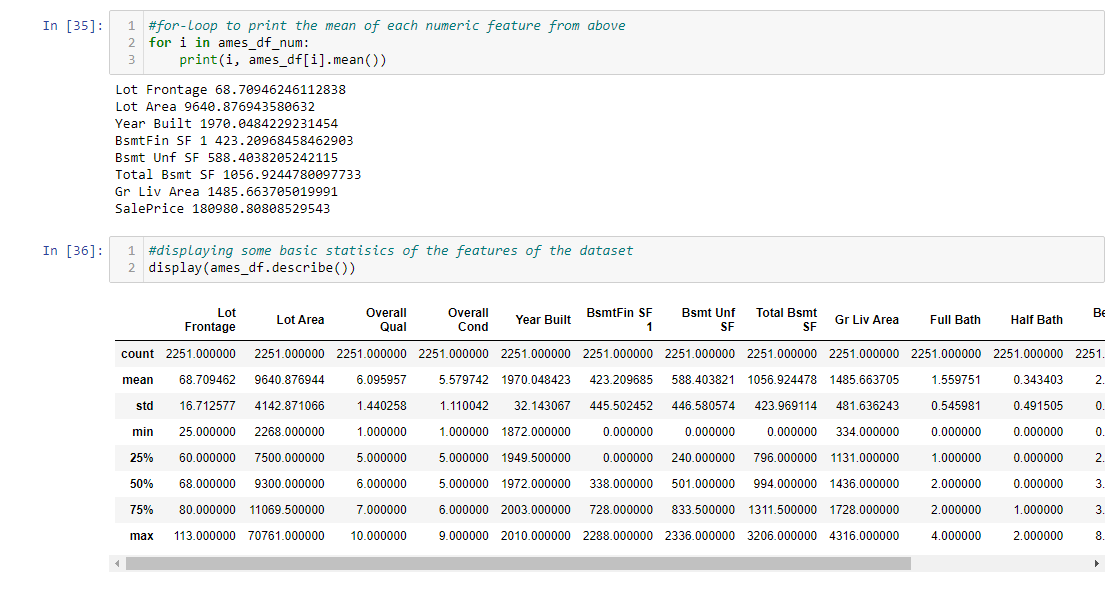 In [35]:
1 #for-loop to print the mean of each numeric feature from above
2 for i in ames_df_num:
3     print(i, ames_df[i].mean())
Lot Frontage 68.70946246112838
Lot Area 9640.876943580632
Year Built 1970.0484229231454
BsmtFin SF 1 423.20968458462903
Bsmt Unf SF 588.4038205242115
Total Bsmt SF 1056.9244780097733
Gr Liv Area 1485.663705019991
SalePrice 180980.80808529543
In [36]:
1 #displaying some basic statisics of the features of the dataset
2 display(ames_df.describe())
Lot Frontage Lot Area Overall Qual Overall Cond Year Built BsmtFin SF 1 Bsmt Unf SF Total Bsmt SF Gr Liv Area Full Bath Half Bath Be
count 2251.000000 2251.000000 2251.000000 2251.000000 2251.000000 2251.000000 2251.000000 2251.000000 2251.000000 2251.000000 2251.000000 2251.
mean 68.709462 9640.876944 6.095957 5.579742 1970.048423 423.209685 588.403821 1056.924478 1485.663705 1.559751 0.343403 2.
std 16.712577 4142.871066 1.440258 1.110042 32.143067 445.502452 446.580574 423.969114 481.636243 0.545981 0.491505 0.
min 25.000000 2268.000000 1.000000 1.000000 1872.000000 0.000000 0.000000 0.000000 334.000000 0.000000 0.000000 0.
25% 60.000000 7500.000000 5.000000 5.000000 1949.500000 0.000000 240.000000 796.000000 1131.000000 1.000000 0.000000 2.
50% 68.000000 9300.000000 6.000000 5.000000 1972.000000 338.000000 501.000000 994.000000 1436.000000 2.000000 0.000000 3.
75% 80.000000 11069.500000 7.000000 6.000000 2003.000000 728.000000 833.500000 1311.500000 1728.000000 2.000000 1.000000 3.
max 113.000000 70761.000000 10.000000 9.000000 2010.000000 2288.000000 2336.000000 3206.000000 4316.000000 4.000000 2.000000 8.